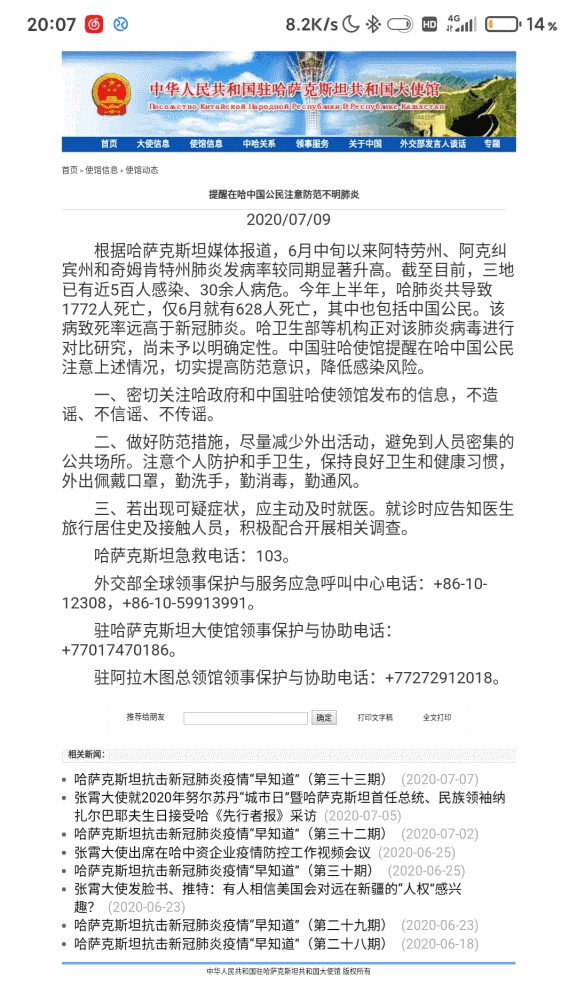 20:07
8.2K/s
HD
4G
14%
中华人民共和国驻哈萨克斯坦共和国大使馆
Посольство Китайской Народной Республики В Республике Казахстан
首页 大使信息 使馆信息 中哈关系 领事服务 关于中国 外交部发言人谈话 专题
首页 > 使馆信息 > 使馆动态
提醒在哈中国公民注意防范不明肺炎
2020/07/09
根据哈萨克斯坦媒体报道，6月中旬以来阿特劳州、阿克纠
宾州和奇姆肯特州肺炎发病率较同期显著升高。截至目前，三地
已有近5百人感染、30余人病危。今年上半年，哈肺炎共导致
1772人死亡，仅6月就有628人死亡，其中也包括中国公民。该
病致死率远高于新冠肺炎。哈卫生部等机构正对该肺炎病毒进行
对比研究，尚未予以明确定性。中国驻哈使馆提醒在哈中国公民
注意上述情况，切实提高防范意识，降低感染风险。
一、密切关注哈政府和中国驻哈使领馆发布的信息，不造
谣、不信谣、不传谣。
二、做好防范措施，尽量减少外出活动，避免到人员密集的
公共场所。注意个人防护和手卫生，保持良好卫生和健康习惯，
外出佩戴口罩，勤洗手，勤消毒，勤通风。
三、若出现可疑症状，应主动及时就医。就诊时应告知医生
旅行居住史及接触人员，积极配合开展相关调查。
哈萨克斯坦急救电话：103。
外交部全球领事保护与服务应急呼叫中心电话：+86-10-
12308，+86-10-59913991。
驻哈萨克斯坦大使馆领事保护与协助电话：
+77017470186。
驻阿拉木图总领馆领事保护与协助电话：+77272912018。
推荐给朋友 确定 打印文字稿 全文打印
相关新闻：
哈萨克斯坦抗击新冠肺炎疫情“早知道”（第三十三期） (2020-07-07)
张霄大使就2020年努尔苏丹“城市日”暨哈萨克斯坦首任总统、民族领袖纳
扎尔巴耶夫生日接受哈《先行者报》采访 (2020-07-05)
哈萨克斯坦抗击新冠肺炎疫情“早知道”（第三十二期） (2020-07-02)
张霄大使出席在哈中资企业疫情防控工作视频会议 (2020-06-25)
哈萨克斯坦抗击新冠肺炎疫情“早知道”（第三十期） (2020-06-25)
张霄大使发脸书、推特：有人相信美国会对远在新疆的“人权”感兴
趣？ (2020-06-23)
哈萨克斯坦抗击新冠肺炎疫情“早知道”（第二十九期） (2020-06-23)
哈萨克斯坦抗击新冠肺炎疫情“早知道”（第二十八期） (2020-06-18)
中华人民共和国驻哈萨克斯坦共和国大使馆 版权所有